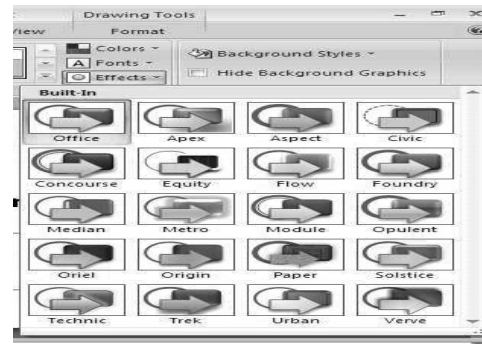 Drawing Tools
View Format
Colors
A Fonts
Effects
Background Styles
Hide Background Graphics
Built-In
Office Apex Aspect Civic
Concourse Equity Flow Foundry
Median Metro Module Opulent
Oriel Origin Paper Solstice
Technic Trek Urban Verve